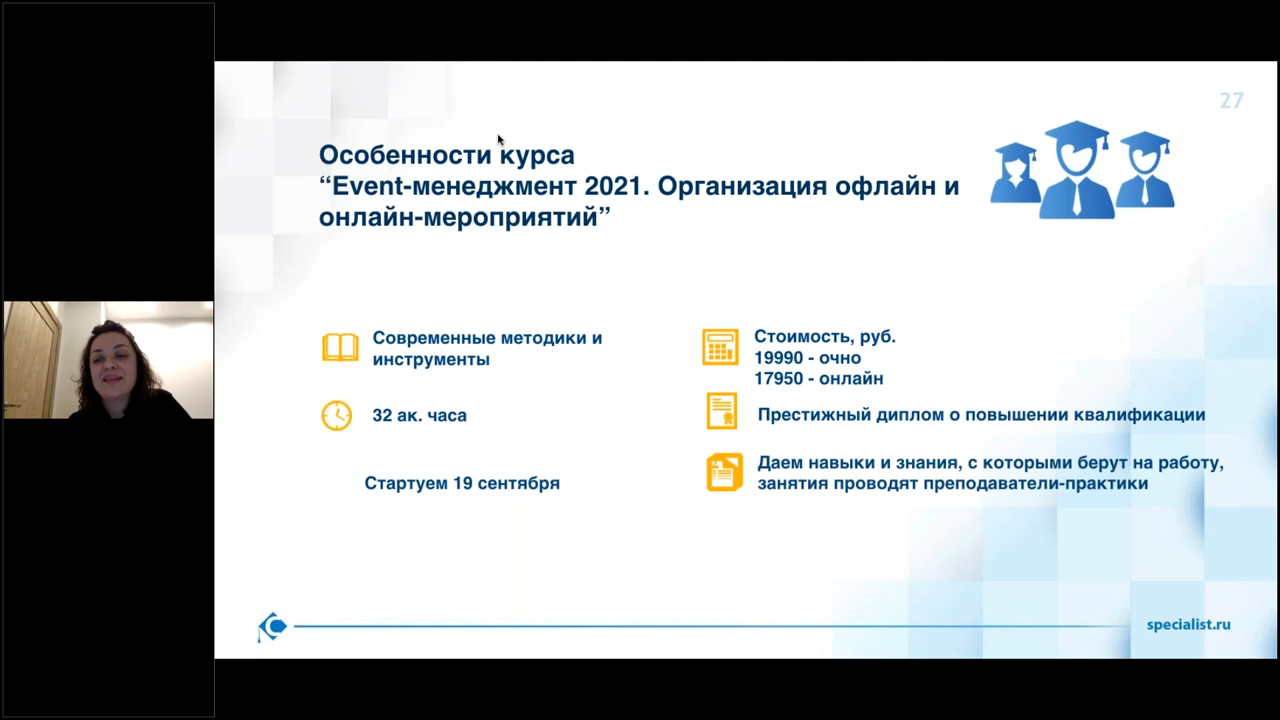 27
Особенности курса
“Event-менеджмент 2021. Организация офлайн и
онлайн-мероприятий”
Современные методики и
инструменты
32 ак. часа
Стартуем 19 сентября
Стоимость, руб.
19990 - очно
17950 - онлайн
Престижный диплом о повышении квалификации
Даем навыки и знания, с которыми берут на работу,
занятия проводят преподаватели-практики
specialist.ru